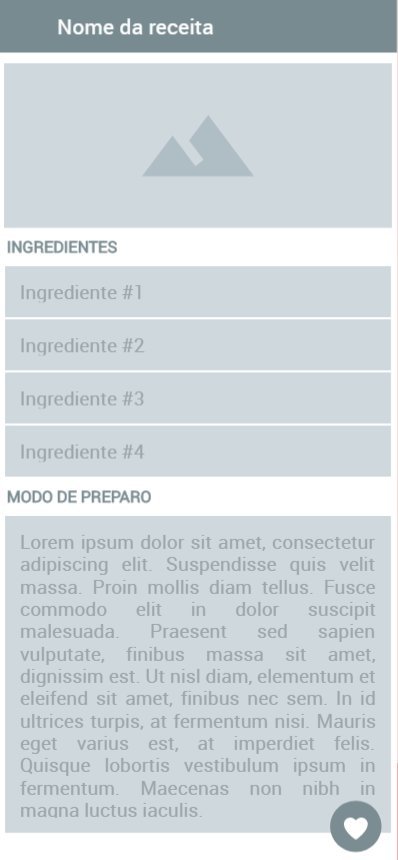 Nome da receita
INGREDIENTES
Ingrediente #1
Ingrediente #2
Ingrediente #3
Ingrediente #4
MODO DE PREPARO
Lorem ipsum dolor sit amet, consectetur
adipiscing elit. Suspendisse quis velit
massa. Proin mollis diam tellus. Fusce
commodo elit in dolor suscipit
malesuada. Praesent sed sapien
vulputate, finibus massa sit amet,
dignissim est. Ut nisl diam, elementum et
eleifend sit amet, finibus nec sem. In id
ultrices turpis, at fermentum nisi. Mauris
eget varius est, at imperdiet felis.
Quisque lobortis vestibulum ipsum in
fermentum. Maecenas non nibh in
magna luctus iaculis.